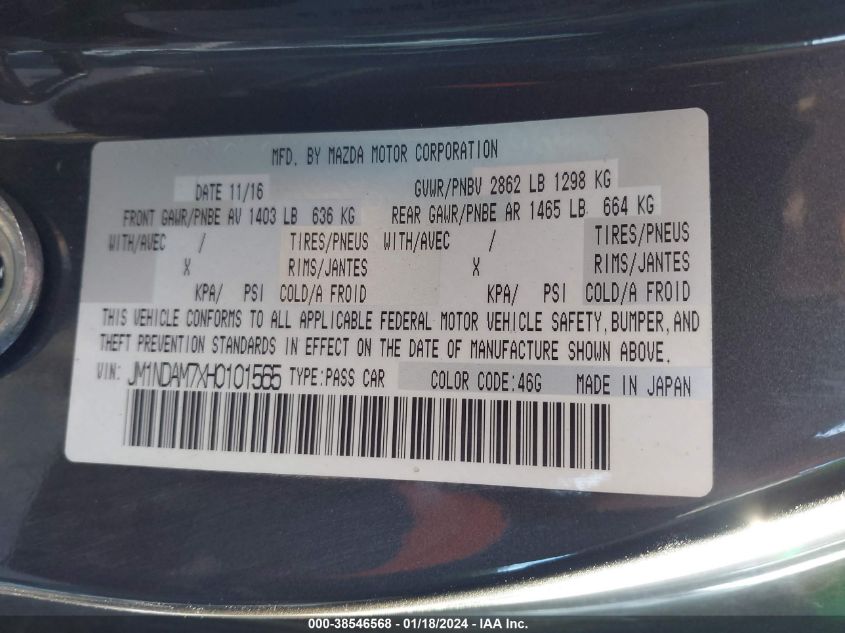 MFD. BY MAZDA MOTOR CORPORATION
DATE 11/16 GVWR/PNBV 2862 LB 1298 KG
FRONT GAWR/PNBE AV 1403 LB 636 KG REAR GAWR/PNBE AR 1465 LB 664 KG
WITH/AVEC / TIRES/PNEUS WITH/AVEC / TIRES/PNEUS
X RIMS/JANTES X RIMS/JANTES
KPA/ PSI COLD/A FROID KPA/ PSI COLD/A FROID
THIS VEHICLE CONFORMS TO ALL APPLICABLE FEDERAL MOTOR VEHICLE SAFETY, BUMPER, AND
THEFT PREVENTION STANDARDS IN EFFECT ON THE DATE OF MANUFACTURE SHOWN ABOVE.
VIN: JM1NDAM7XH0101565 TYPE: PASS CAR COLOR CODE: 46G MADE IN JAPAN
000-38546568 - 01/18/2024 - IAAI - Copart, Inc.